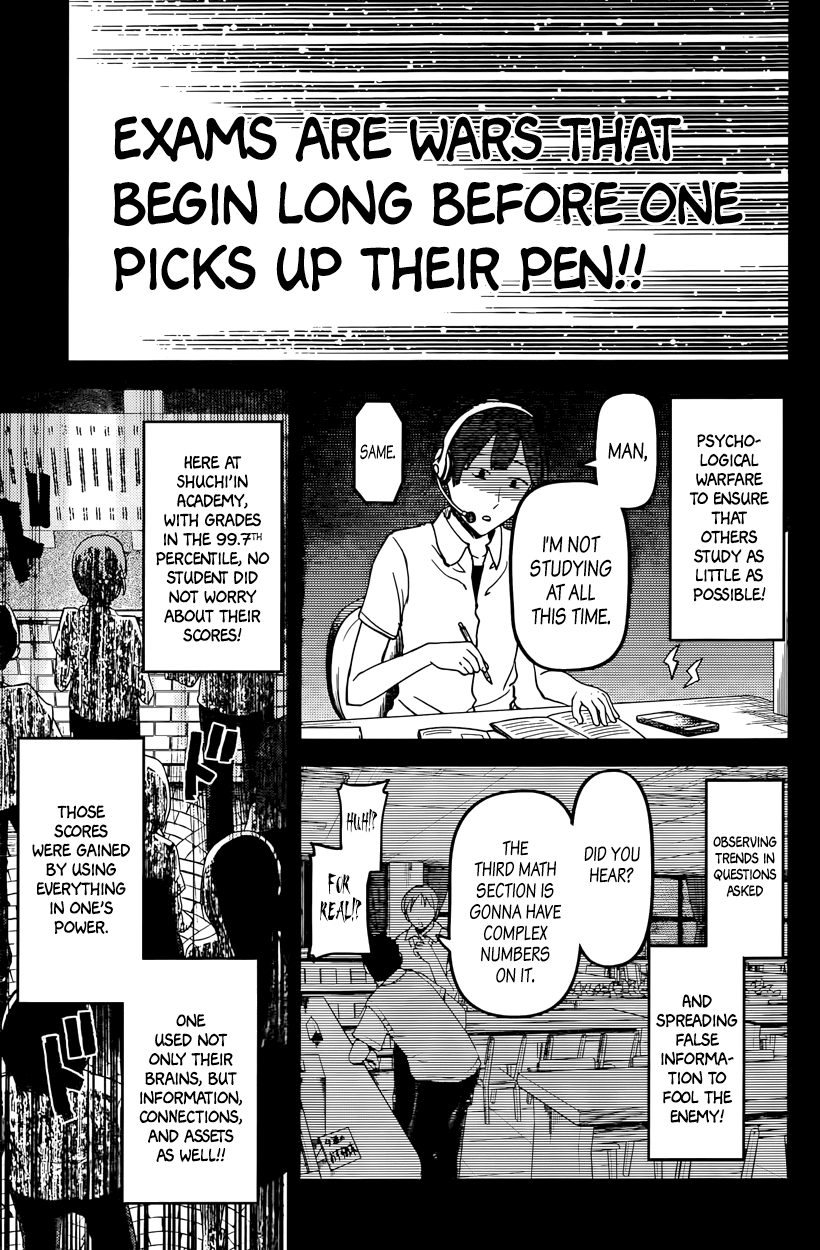 EXAMS ARE WARS THAT
BEGIN LONG BEFORE ONE
PICKS UP THEIR PEN!!
PSYCHO-
LOGICAL
WARFARE
TO ENSURE
THAT
OTHERS
STUDY AS
LITTLE AS
POSSIBLE!
MAN,
I'M NOT
STUDYING
AT ALL
THIS TIME.
SAME.
OBSERVING
TRENDS IN
QUESTIONS
ASKED
AND
SPREADING
FALSE
INFORMA-
TION TO
FOOL THE
ENEMY!
DID YOU
HEAR?
THE
THIRD MATH
SECTION IS
GONNA HAVE
COMPLEX
NUMBERS
ON IT.
HUH!?
FOR
REAL!?
HERE AT
SHUCHI'IN
ACADEMY,
WITH GRADES
IN THE 99.7TH
PERCENTILE, NO
STUDENT DID
NOT WORRY
ABOUT THEIR
SCORES!
ド
THOSE
SCORES
WERE GAINED
BY USING
EVERYTHING
IN ONE'S
POWER.
ONE
USED NOT
ONLY THEIR
BRAINS, BUT
INFORMATION,
CONNECTIONS,
AND ASSETS
AS WELL!!
ド